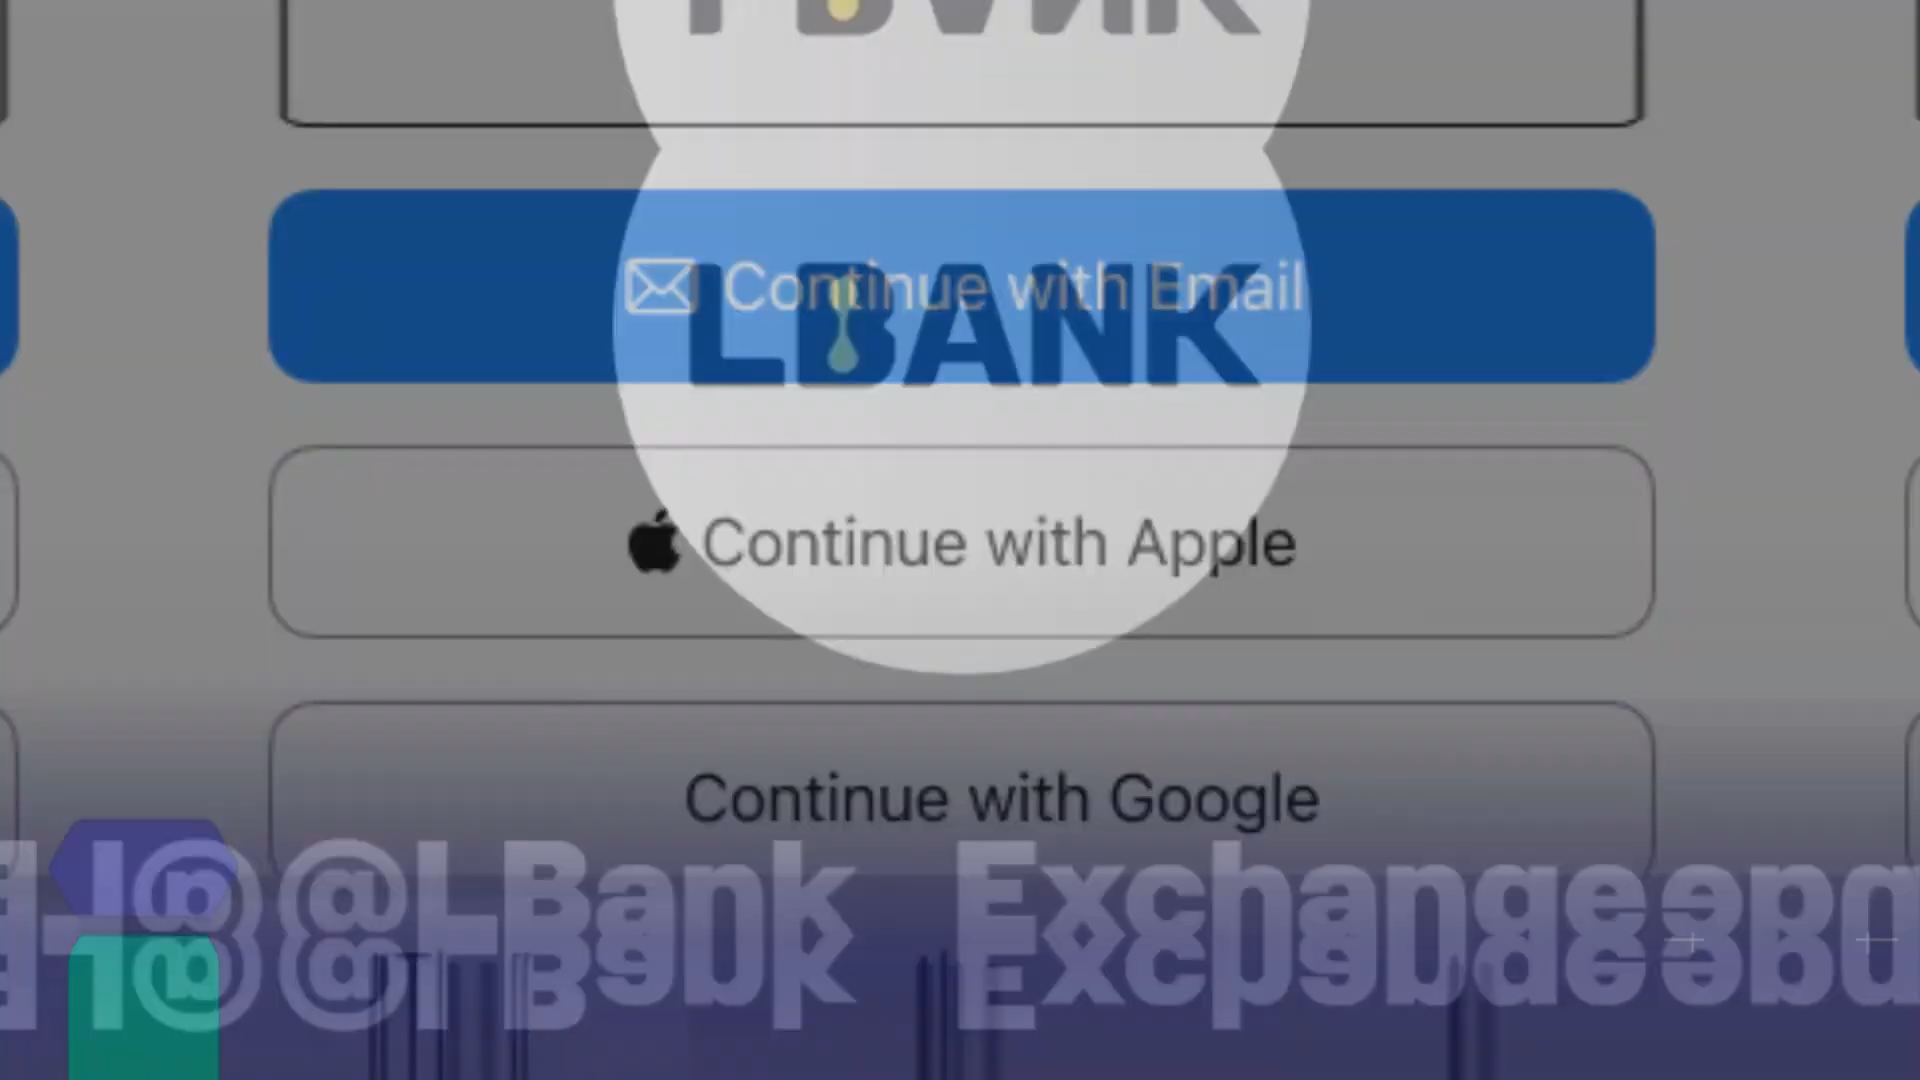 LBANK
Continue with Email
Continue with Apple
Continue with Google
@LBank Exchange